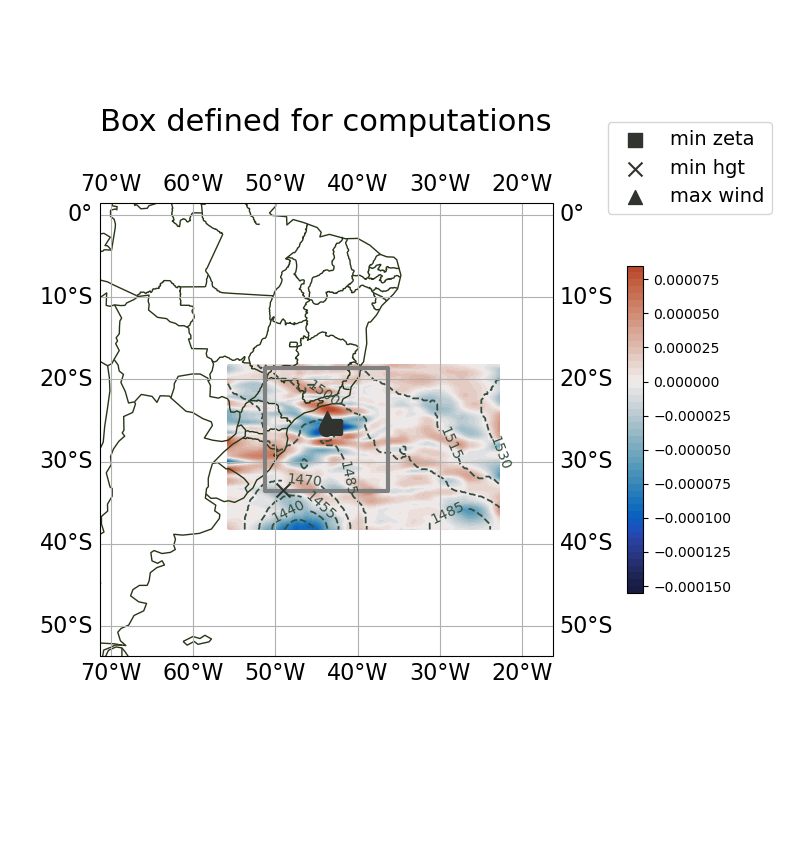 Box defined for computations
min zeta
min hgt
max wind
70°W 60°W 50°W 40°W 30°W 20°W
0° 0°
10°S 10°S
20°S 20°S
30°S 30°S
40°S 40°S
50°S 50°S
70°W 60°W 50°W 40°W 30°W 20°W
1500
1515
1530
1485
1470
1455
1440
1485
0.000075
0.000050
0.000025
0.000000
−0.000025
−0.000050
−0.000075
−0.000100
−0.000125
−0.000150